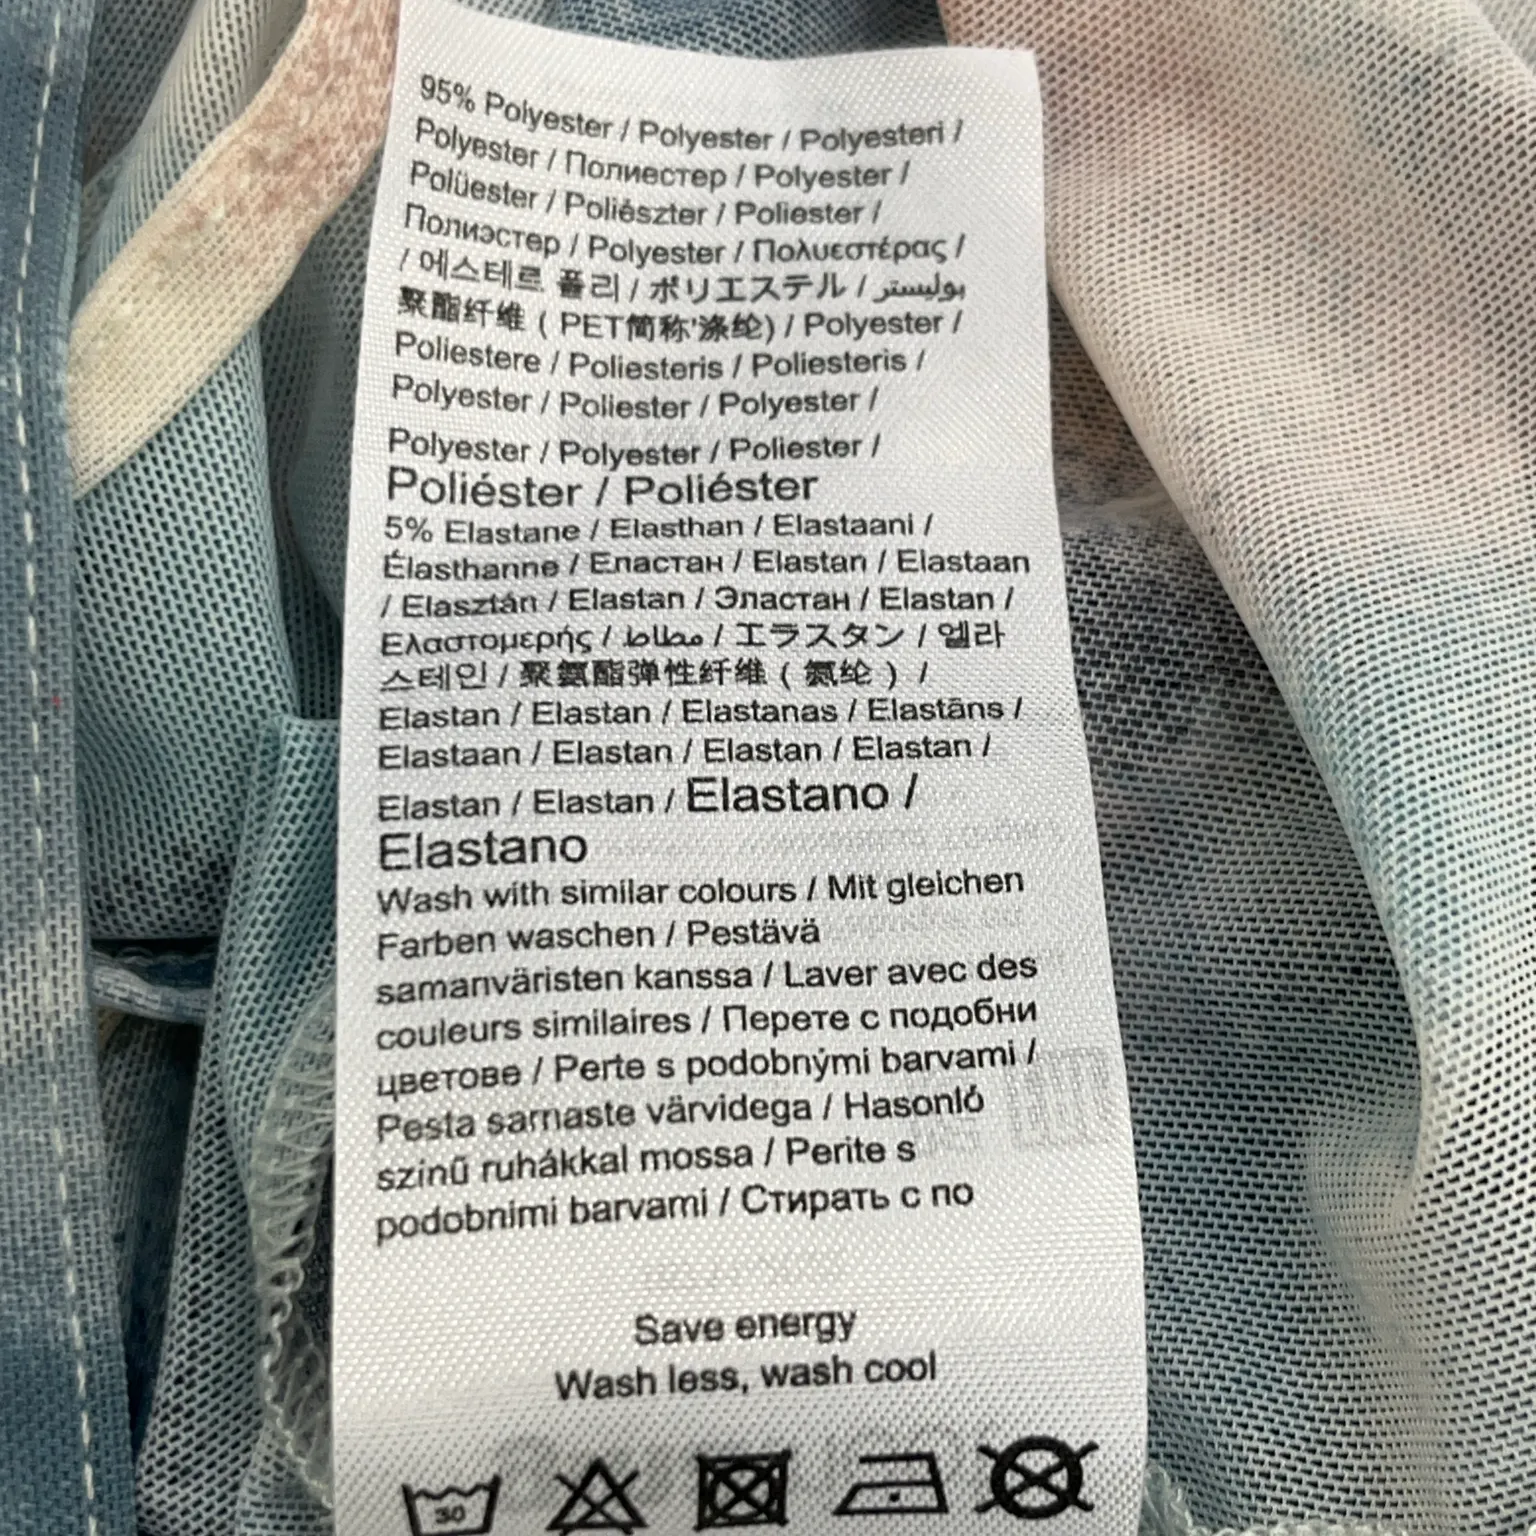 95% Polyester / Polyester / Polyesteri /
Polyester / Полиестер / Polyester /
Polüester / Poliészter / Poliester /
Полиэстер / Polyester / Πολυεστέρας /
/ 에스테르 폴리 / ポリエステル / بوليستر
聚酯纤维 ( PET简称'涤纶) / Polyester /
Poliestere / Poliesteris / Poliesteris /
Polyester / Poliester / Polyester /
Polyester / Polyester / Poliester /
Poliéster / Poliéster
5% Elastane / Elasthan / Elastaani /
Élasthanne / Еластан / Elastan / Elastaan
/ Elasztán / Elastan / Эластан / Elastan /
Ελαστομερής / مطاط / エラスタン / 엘라
스테인 / 聚氨酯弹性纤维 ( 氨纶 ) /
Elastan / Elastan / Elastanas / Elastāns /
Elastaan / Elastan / Elastan / Elastan /
Elastan / Elastan / Elastano /
Elastano
Wash with similar colours / Mit gleichen
Farben waschen / Pestävä
samanväristen kanssa / Laver avec des
couleurs similaires / Перете с подобни
цветове / Perte s podobnými barvami /
Pesta sarnaste värvidega / Hasonló
szinű ruhákkal mossa / Perite s
podobnimi barvami / Стирать с по
Save energy
Wash less, wash cool
30